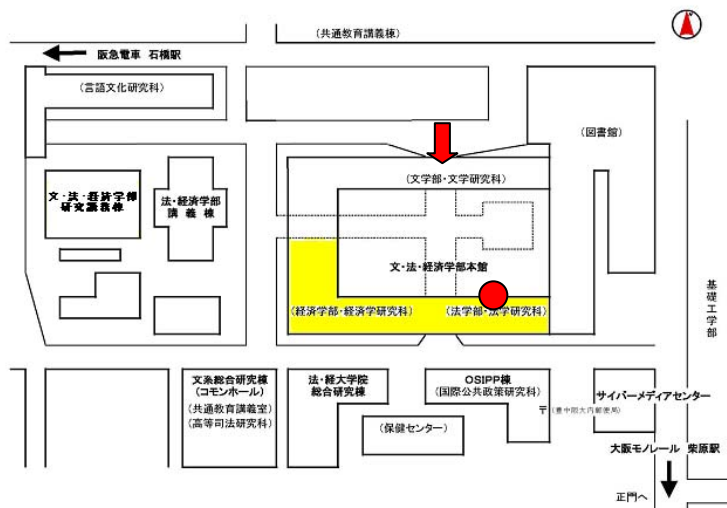 (共通教育講義棟)
阪急電車 石橋駅
(言語文化研究科)
(図書館)
(文学部・文学研究科)
文・法・経済学部
研究講義棟
法・経済学部
講義棟
文・法・経済学部本館
基礎工学部
(経済学部・経済学研究科)
(法学部・法学研究科)
文系総合研究棟
(コモンホール)
(共通教育講義室)
(高等司法研究科)
法・経大学院
総合研究棟
OSIPP棟
(国際公共政策研究科)
サイバーメディアセンター
〒(豊中阪大内郵便局)
(保健センター)
大阪モノレール 柴原駅
正門へ